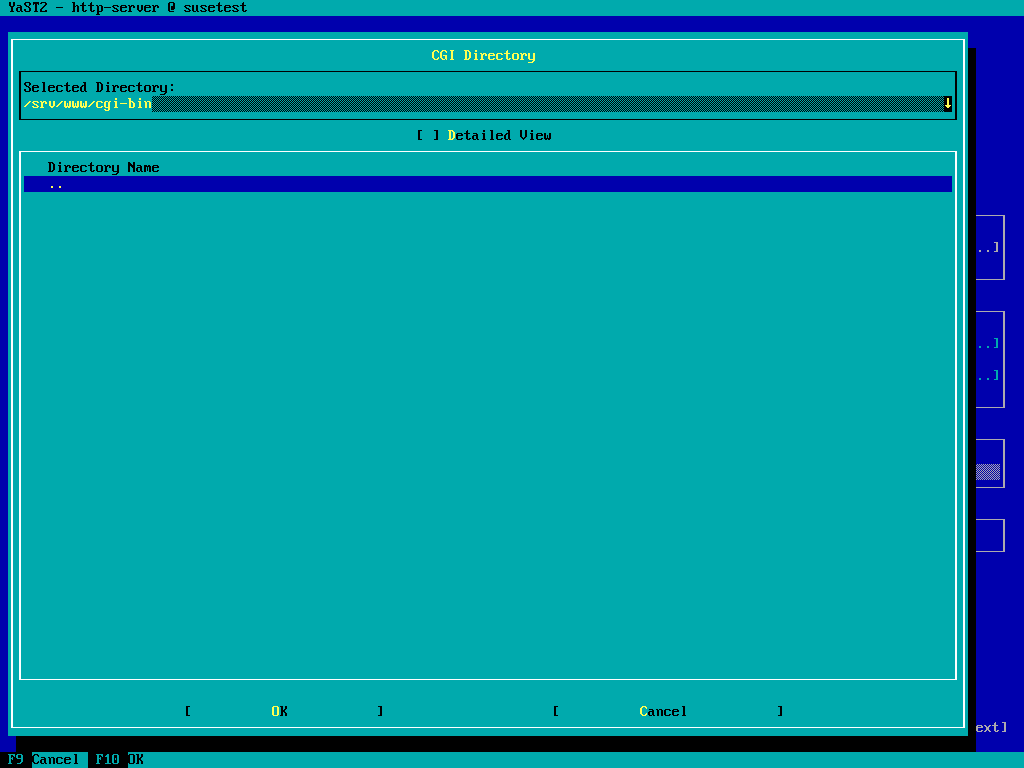 YaST2 - http-server @ susetest
CGI Directory
Selected Directory:
/srv/www/cgi-bin↓
[ ] Detailed View
Directory Name
..
..]
..]
..]
[ OK ] [ Cancel ]
ext]
F9 Cancel F10 OK